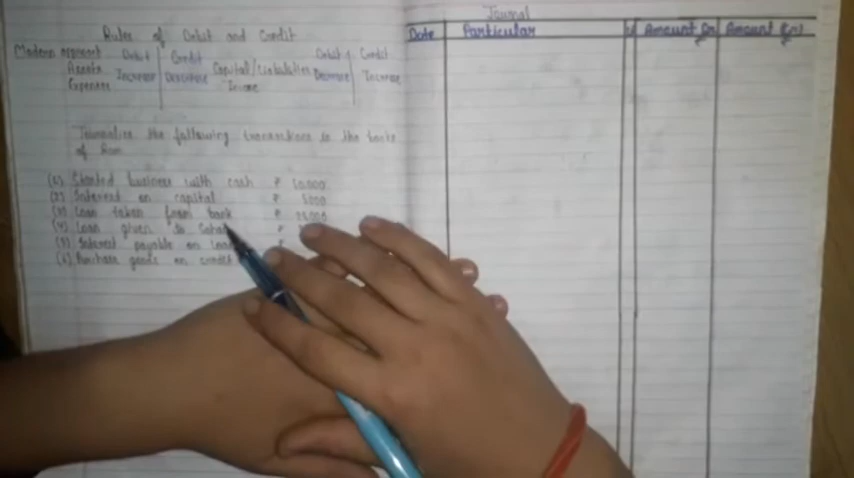 Rules of Debit and Credit
Modern approach Debit Credit Debit Credit
Assets Increase Decrease Capital/Liabilities Decrease Increase
Expenses Income
Journalise the following transactions in the books
of Ram
(1) Started business with cash ₹ 50,000
(2) Interest on capital ₹ 5000
(3) Loan taken from bank ₹
(4) Loan given to ₹
(5) Interest payable on loan ₹
(6) Purchase goods on credit
Journal
Date Particular Amount (Dr) Amount (Cr)